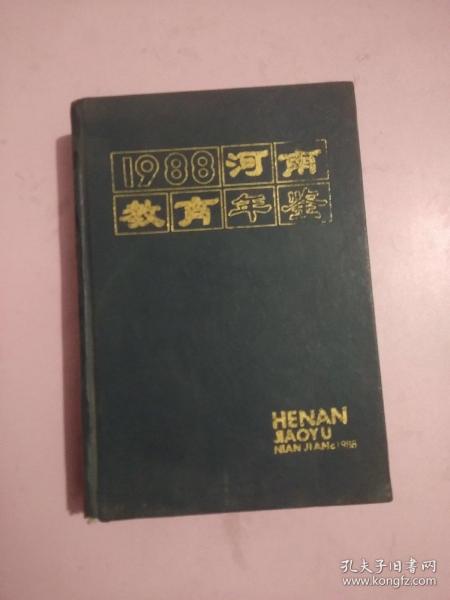 1988河南
教育年鉴
HENAN
JIAOYU
NIAN JIANG 1988
孔夫子旧书网
www.kongfz.com